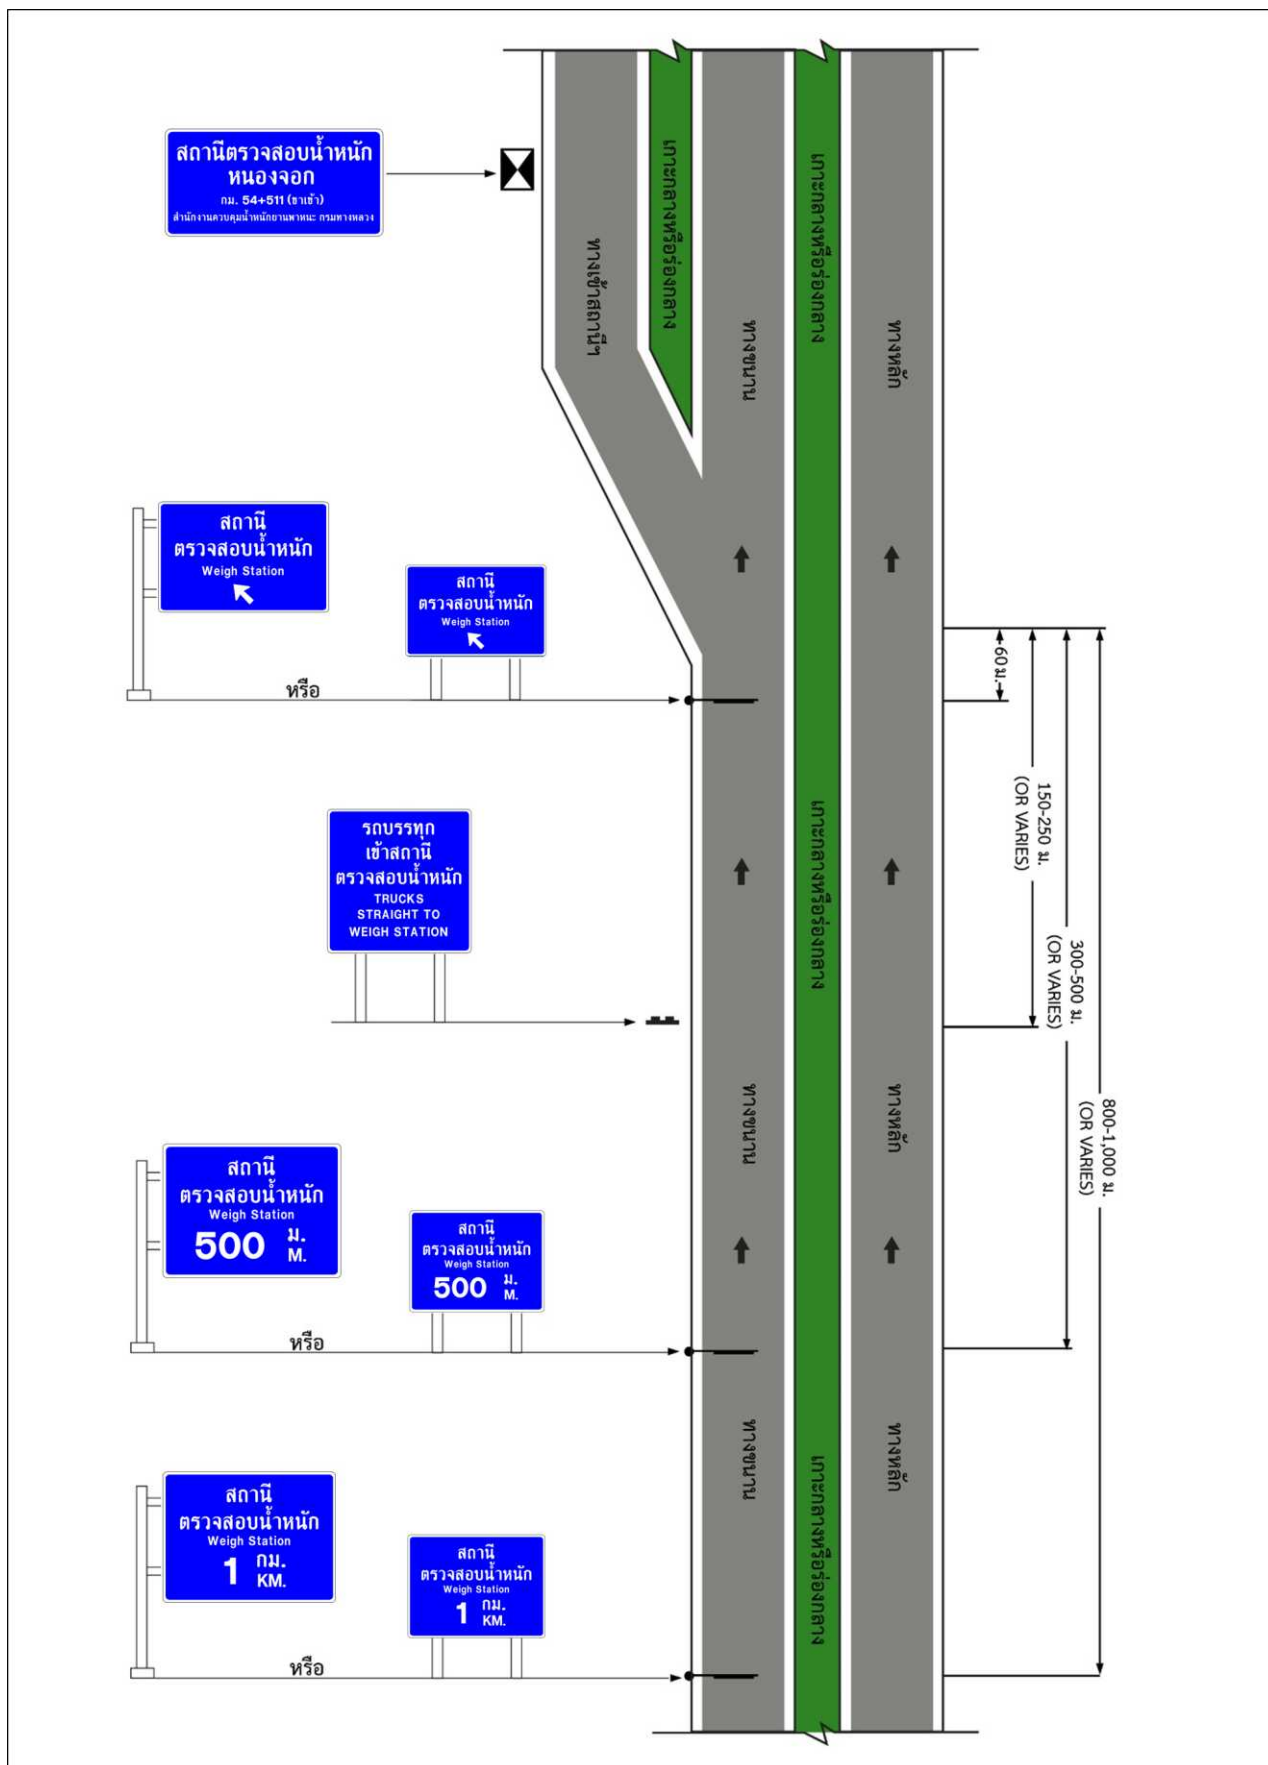 สถานีตรวจสอบน้ำหนัก
หนองจอก
กม. 54+511 (ขาเข้า)
สำนักงานควบคุมน้ำหนักยานพาหนะ กรมทางหลวง
ทางเข้าสถานีฯ
เกาะกลางหรือร่องกลาง
ทางขนาน
เกาะกลางหรือร่องกลาง
ทางหลัก
สถานี
ตรวจสอบน้ำหนัก
Weigh Station
สถานี
ตรวจสอบน้ำหนัก
Weigh Station
หรือ
60 ม.
150-250 ม.
(OR VARIES)
300-500 ม.
(OR VARIES)
800-1,000 ม.
(OR VARIES)
รถบรรทุก
เข้าสถานี
ตรวจสอบน้ำหนัก
TRUCKS
STRAIGHT TO
WEIGH STATION
เกาะกลางหรือร่องกลาง
ทางขนาน
ทางหลัก
สถานี
ตรวจสอบน้ำหนัก
Weigh Station
500 ม.
M.
สถานี
ตรวจสอบน้ำหนัก
Weigh Station
500 ม.
M.
หรือ
ทางขนาน
ทางหลัก
เกาะกลางหรือร่องกลาง
สถานี
ตรวจสอบน้ำหนัก
Weigh Station
1 กม.
KM.
สถานี
ตรวจสอบน้ำหนัก
Weigh Station
1 กม.
KM.
หรือ